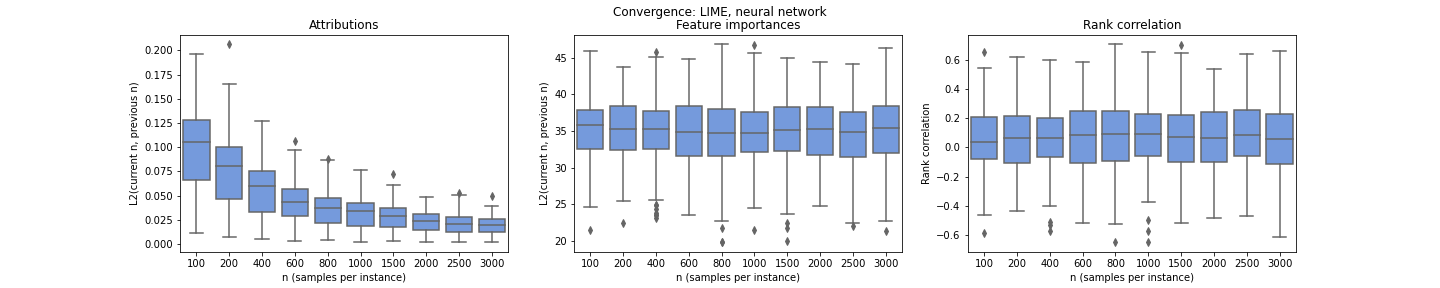 Convergence: LIME, neural network
Attributions
L2(current n, previous n)
0.200
0.175
0.150
0.125
0.100
0.075
0.050
0.025
0.000
100 200 400 600 800 1000 1500 2000 2500 3000
n (samples per instance)
Feature importances
L2(current n, previous n)
45
40
35
30
25
20
100 200 400 600 800 1000 1500 2000 2500 3000
n (samples per instance)
Rank correlation
Rank correlation
0.6
0.4
0.2
0.0
−0.2
−0.4
−0.6
100 200 400 600 800 1000 1500 2000 2500 3000
n (samples per instance)